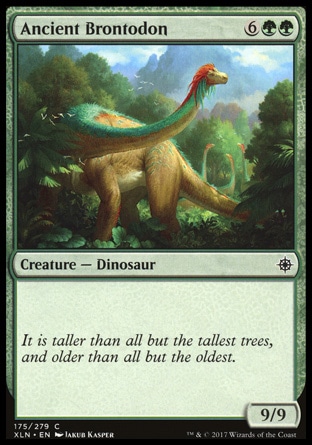 Ancient Brontodon 6
Creature — Dinosaur
It is taller than all but the tallest trees,
and older than all but the oldest.
9/9
175/279 C
XLN • EN Jakub Kasper ™ & © 2017 Wizards of the Coast